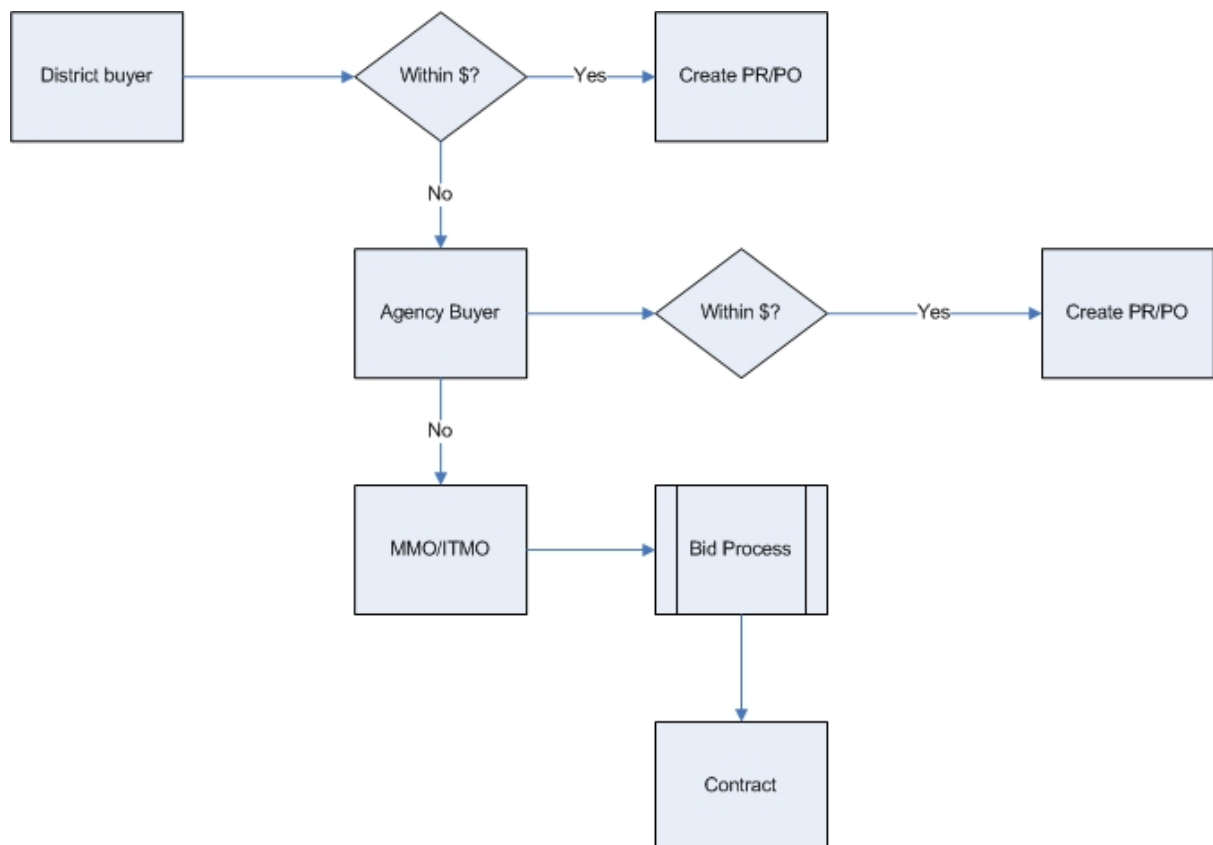 District buyer
Within $?
Yes
Create PR/PO
No
Agency Buyer
Within $?
Yes
Create PR/PO
No
MMO/ITMO
Bid Process
Contract